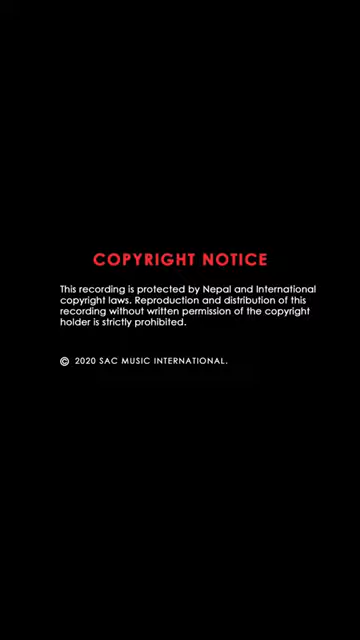 COPYRIGHT NOTICE
This recording is protected by Nepal and International
copyright laws. Reproduction and distribution of this
recording without written permission of the copyright
holder is strictly prohibited.
© 2020 SAC MUSIC INTERNATIONAL.